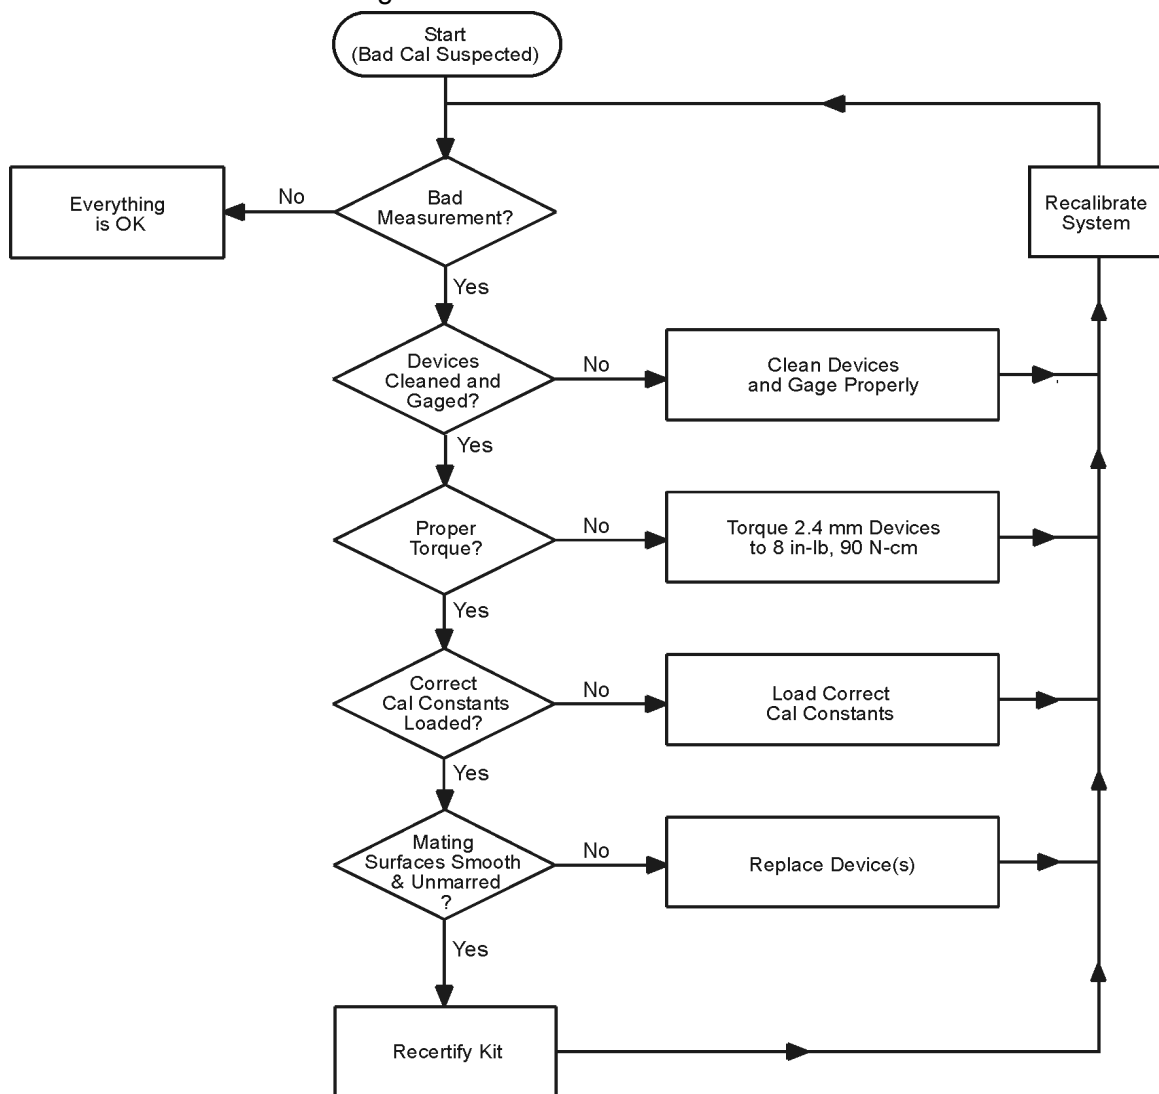 Start
(Bad Cal Suspected)
Everything
is OK
No
Bad
Measurement?
Recalibrate
System
Yes
Devices
Cleaned and
Gaged?
No
Clean Devices
and Gage Properly
Yes
Proper
Torque?
No
Torque 2.4 mm Devices
to 8 in-lb, 90 N-cm
Yes
Correct
Cal Constants
Loaded?
No
Load Correct
Cal Constants
Yes
Mating
Surfaces Smooth
& Unmarred
?
No
Replace Device(s)
Yes
Recertify Kit